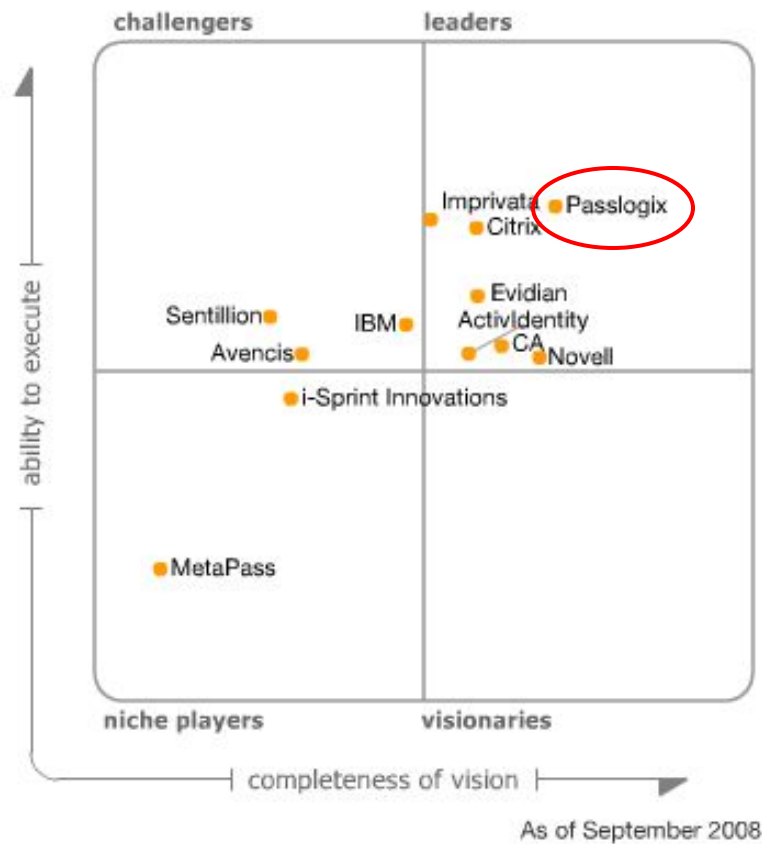 challengers
leaders
Imprivata
Passlogix
Citrix
Evidian
Sentillion
IBM
ActivIdentity
CA
Avencis
Novell
i-Sprint Innovations
ability to execute
MetaPass
niche players
visionaries
completeness of vision
As of September 2008